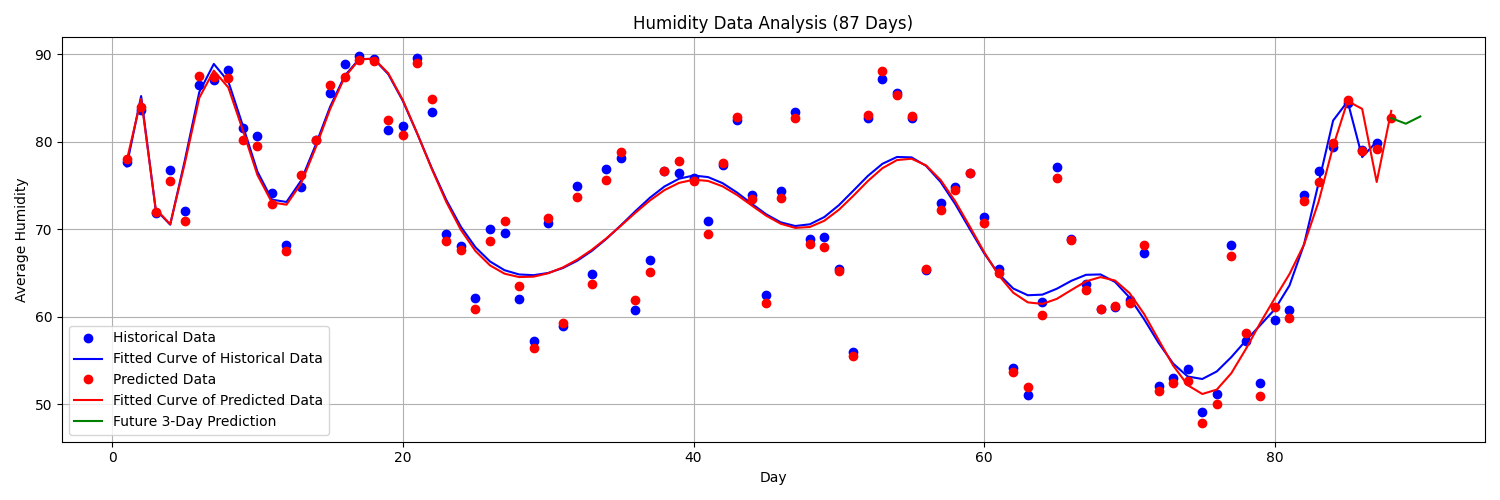 Humidity Data Analysis (87 Days)
Average Humidity
90
80
70
60
50
Historical Data
Fitted Curve of Historical Data
Predicted Data
Fitted Curve of Predicted Data
Future 3-Day Prediction
0 20 40 60 80
Day